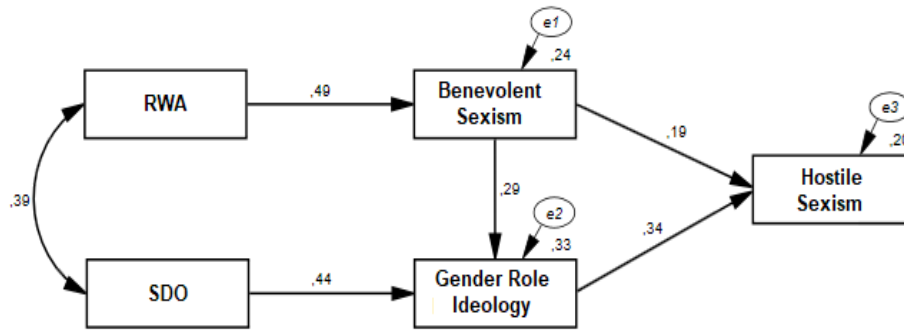 e1
,24
RWA
,49
Benevolent
Sexism
e3
,20
,19
Hostile
Sexism
,39
,29
e2
,34
,33
SDO
,44
Gender Role
Ideology